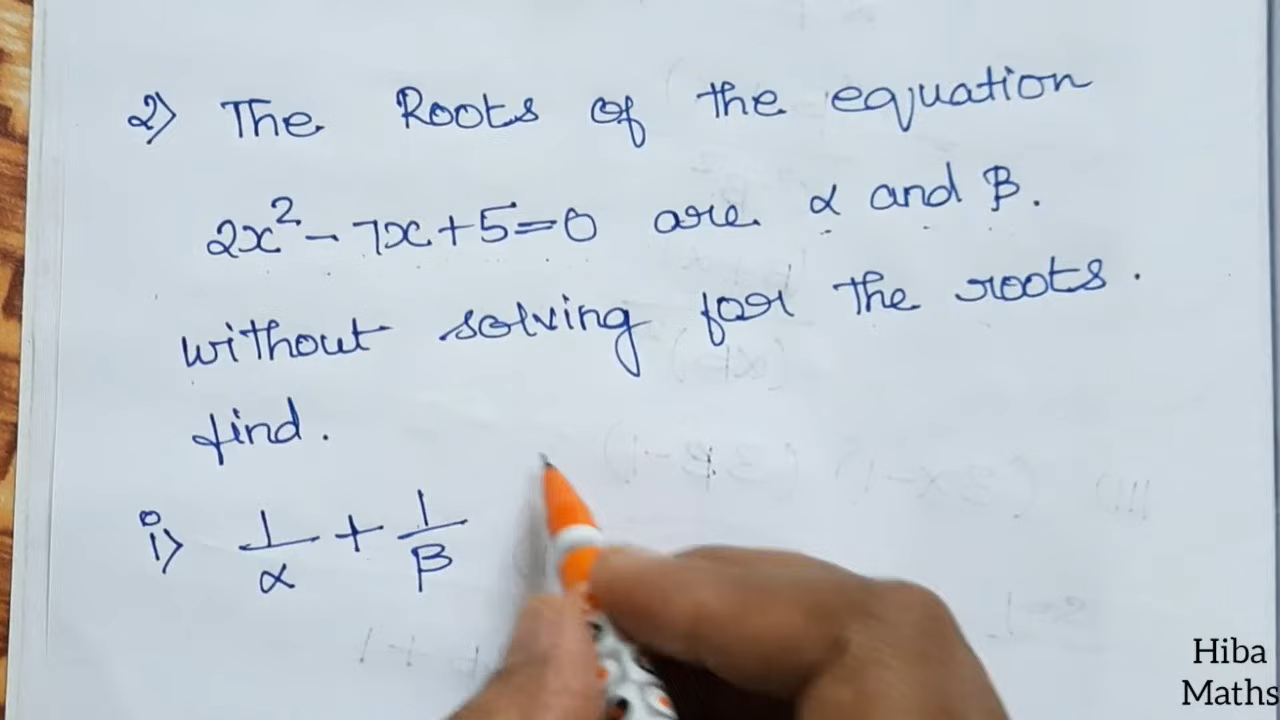 2) The Roots of the equation
2x² - 7x + 5 = 0 are α and β.
without solving for the roots.
find.
i) 1/α + 1/β
Hiba
Maths